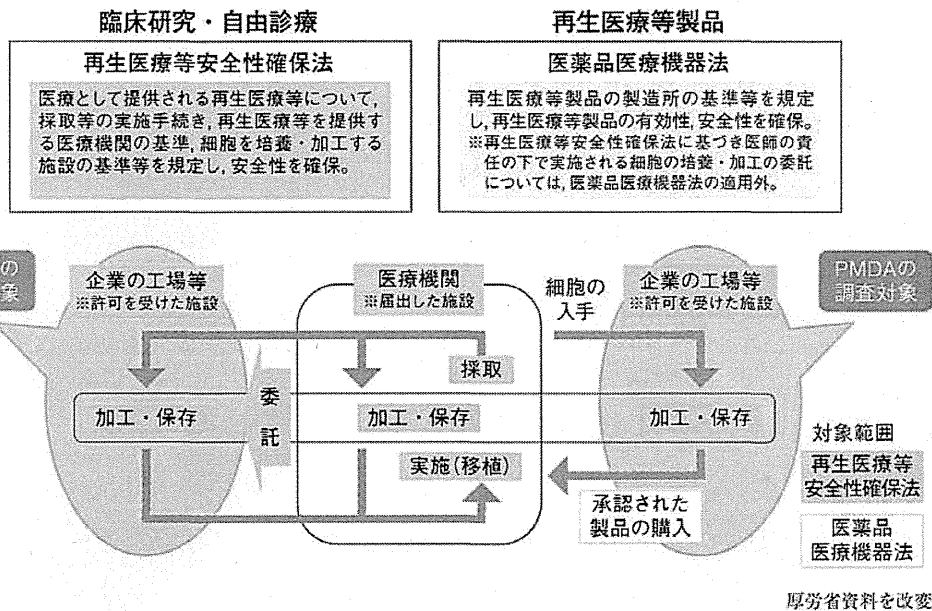 臨床研究・自由診療
再生医療等安全性確保法
医療として提供される再生医療等について,
採取等の実施手続き, 再生医療等を提供す
る医療機関の基準, 細胞を培養・加工する
施設の基準等を規定し, 安全性を確保。
再生医療等製品
医薬品医療機器法
再生医療等製品の製造所の基準等を規定
し, 再生医療等製品の有効性, 安全性を確保。
※再生医療等安全性確保法に基づき医師の責
任の下で実施される細胞の培養・加工の委託
については, 医薬品医療機器法の適用外。
の
象
企業の工場等
※許可を受けた施設
医療機関
※届出した施設
細胞の
入手
企業の工場等
※許可を受けた施設
PMDAの
調査対象
採取
委
託
加工・保存
加工・保存
加工・保存
実施(移植)
承認された
製品の購入
対象範囲
再生医療等
安全性確保法
医薬品
医療機器法
厚労省資料を改変